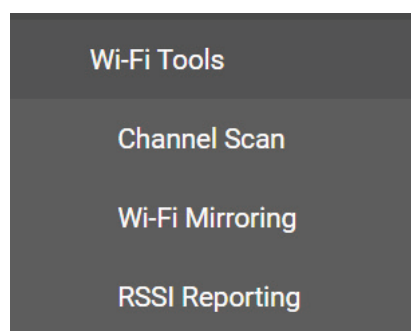 Wi-Fi Tools
Channel Scan
Wi-Fi Mirroring
RSSI Reporting